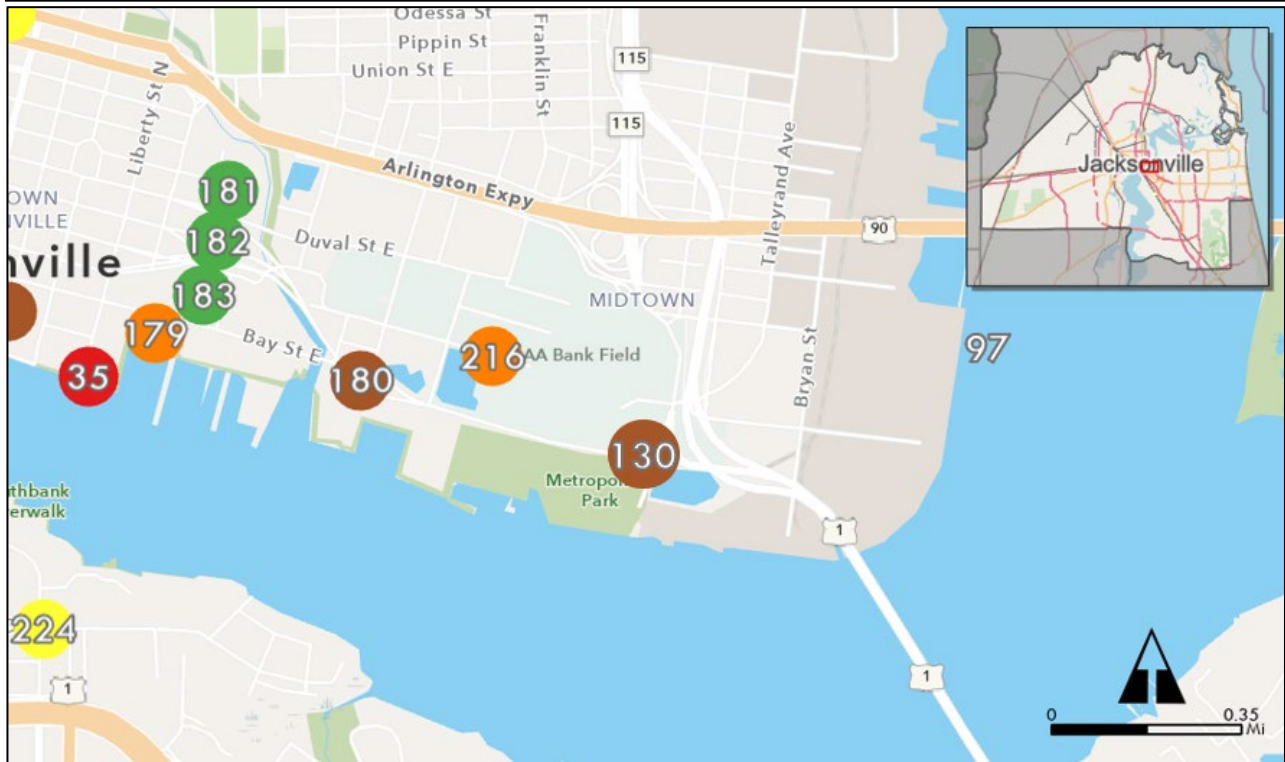 Odessa St
Pippin St
Union St E
Franklin St
115
115
Liberty St N
Arlington Expy
Talleyrand Ave
90
Jacksonville
181
182
183
Duval St E
MIDTOWN
OWN
NVILLE
nville
179
Bay St E
35
180
216
AA Bank Field
Bryan St
97
130
Metropol
Park
thbank
erwalk
1
224
1
1
0
0.35
Mi